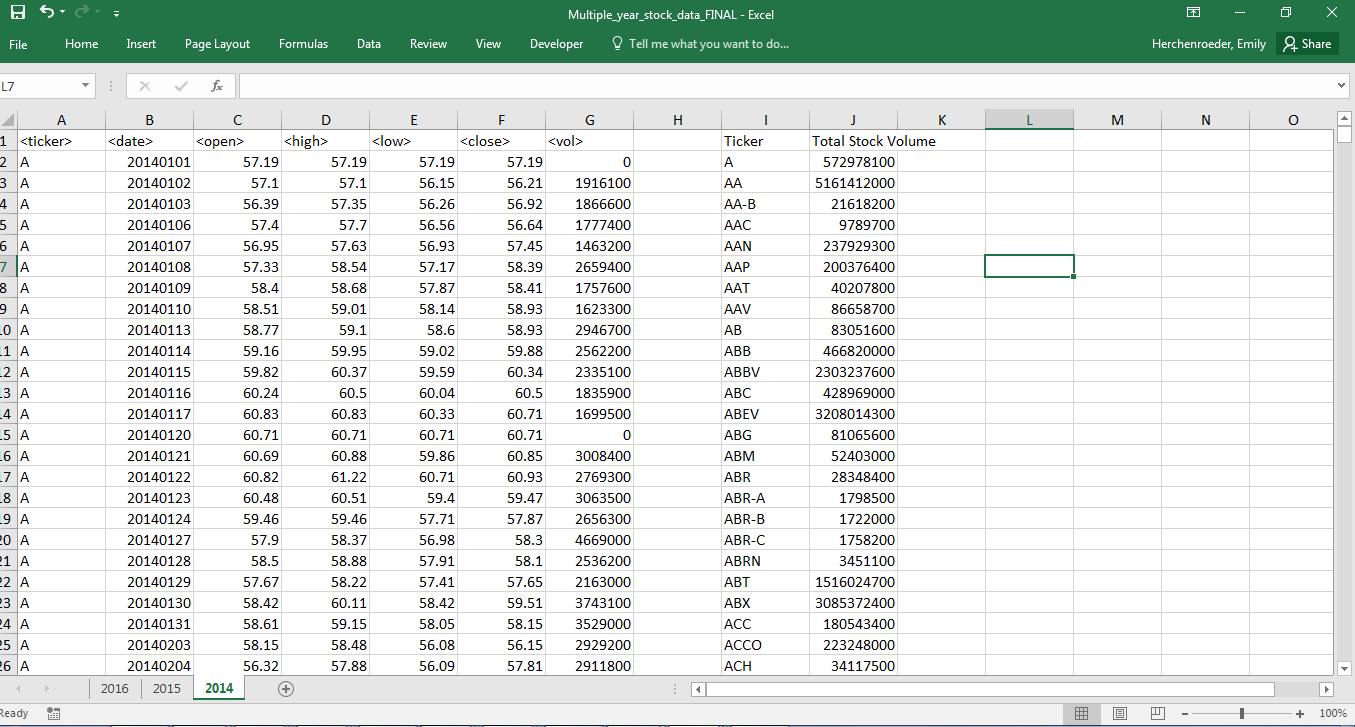 Multiple_year_stock_data_FINAL - Excel
File Home Insert Page Layout Formulas Data Review View Developer Tell me what you want to do... Herchenroeder, Emily Share
L7 fx
A B C D E F G H I J K L M N O
1 <ticker> <date> <open> <high> <low> <close> <vol> Ticker Total Stock Volume
2 A 20140101 57.19 57.19 57.19 57.19 0 A 572978100
3 A 20140102 57.1 57.1 56.15 56.21 1916100 AA 5161412000
4 A 20140103 56.39 57.35 56.26 56.92 1866600 AA-B 21618200
5 A 20140106 57.4 57.7 56.56 56.64 1777400 AAC 9789700
6 A 20140107 56.95 57.63 56.93 57.45 1463200 AAN 237929300
7 A 20140108 57.33 58.54 57.17 58.39 2659400 AAP 200376400
8 A 20140109 58.4 58.68 57.87 58.41 1757600 AAT 40207800
9 A 20140110 58.51 59.01 58.14 58.97 1623300 AAV 86658700
10 A 20140113 58.77 59.1 58.6 58.93 2946700 AB 83051600
11 A 20140114 59.16 59.95 59.02 59.88 2562200 ABB 466820000
12 A 20140115 59.82 60.37 59.59 60.34 2335100 ABBV 2303237600
13 A 20140116 60.24 60.5 60.04 60.5 1835900 ABC 428969000
14 A 20140117 60.83 60.83 60.33 60.71 1699500 ABEV 3208014300
15 A 20140120 60.71 60.71 60.71 60.71 0 ABG 81065600
16 A 20140121 60.69 60.88 59.86 60.85 3008400 ABM 52403000
17 A 20140122 60.82 61.22 60.71 60.93 2769300 ABR 28348400
18 A 20140123 60.48 60.51 59.4 59.47 3063500 ABR-A 1798500
19 A 20140124 59.46 59.46 57.71 57.87 2656300 ABR-B 1722000
20 A 20140127 57.9 58.37 56.98 58.3 4669000 ABR-C 1758200
21 A 20140128 58.5 58.88 57.91 58.1 2536200 ABRN 3451100
22 A 20140129 57.67 58.22 57.41 57.65 2163000 ABT 1516024700
23 A 20140130 58.42 60.11 58.42 59.51 3743100 ABX 3085372400
24 A 20140131 58.61 59.15 58.05 58.15 3529000 ACC 180543400
25 A 20140203 58.15 58.48 56.08 56.15 2929200 ACCO 223248000
26 A 20140204 56.32 57.88 56.09 57.81 2911800 ACH 34117500
2016 2015 2014
Ready 100%